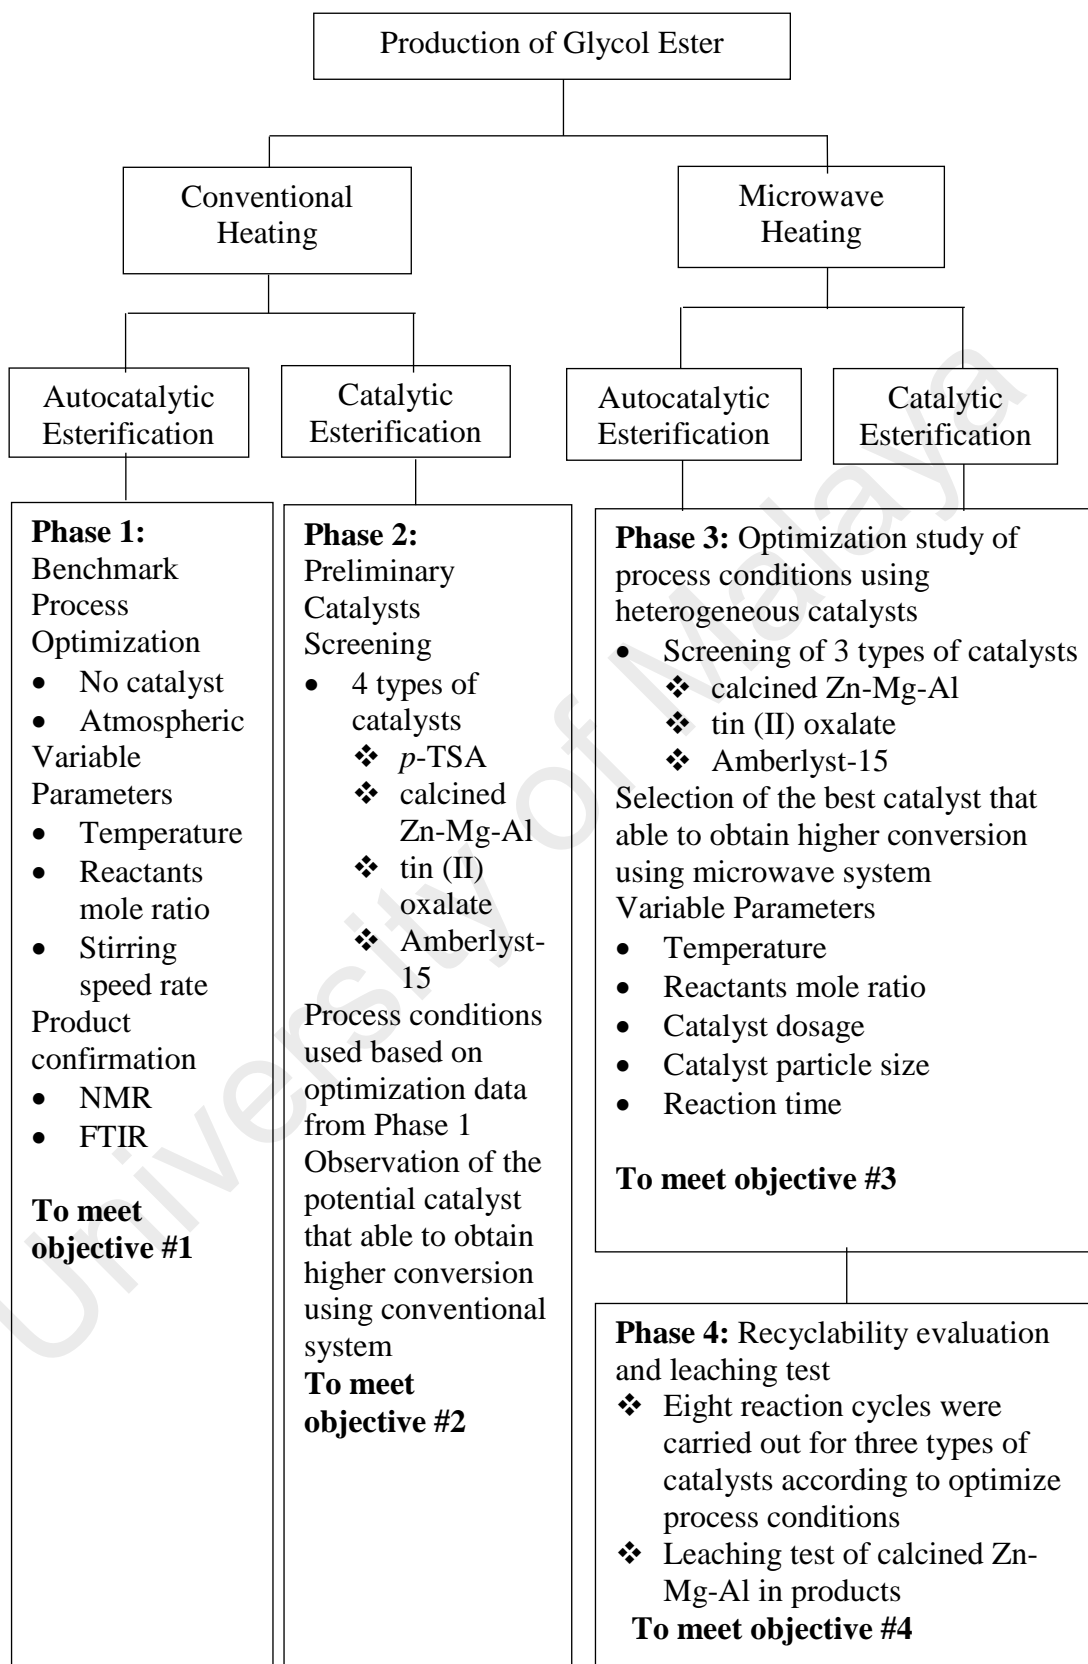 Production of Glycol Ester
Conventional
Heating
Microwave
Heating
Autocatalytic
Esterification
Catalytic
Esterification
Autocatalytic
Esterification
Catalytic
Esterification
Phase 1:
Benchmark
Process
Optimization
• No catalyst
• Atmospheric
Variable
Parameters
• Temperature
• Reactants
mole ratio
• Stirring
speed rate
Product
confirmation
• NMR
• FTIR
To meet
objective #1
Phase 2:
Preliminary
Catalysts
Screening
• 4 types of
catalysts
❖ p-TSA
❖ calcined
Zn-Mg-Al
❖ tin (II)
oxalate
❖ Amberlyst-
15
Process conditions
used based on
optimization data
from Phase 1
Observation of the
potential catalyst
that able to obtain
higher conversion
using conventional
system
To meet
objective #2
Phase 3: Optimization study of
process conditions using
heterogeneous catalysts
• Screening of 3 types of catalysts
❖ calcined Zn-Mg-Al
❖ tin (II) oxalate
❖ Amberlyst-15
Selection of the best catalyst that
able to obtain higher conversion
using microwave system
Variable Parameters
• Temperature
• Reactants mole ratio
• Catalyst dosage
• Catalyst particle size
• Reaction time
To meet objective #3
Phase 4: Recyclability evaluation
and leaching test
❖ Eight reaction cycles were
carried out for three types of
catalysts according to optimize
process conditions
❖ Leaching test of calcined Zn-
Mg-Al in products
To meet objective #4
University of Malaya